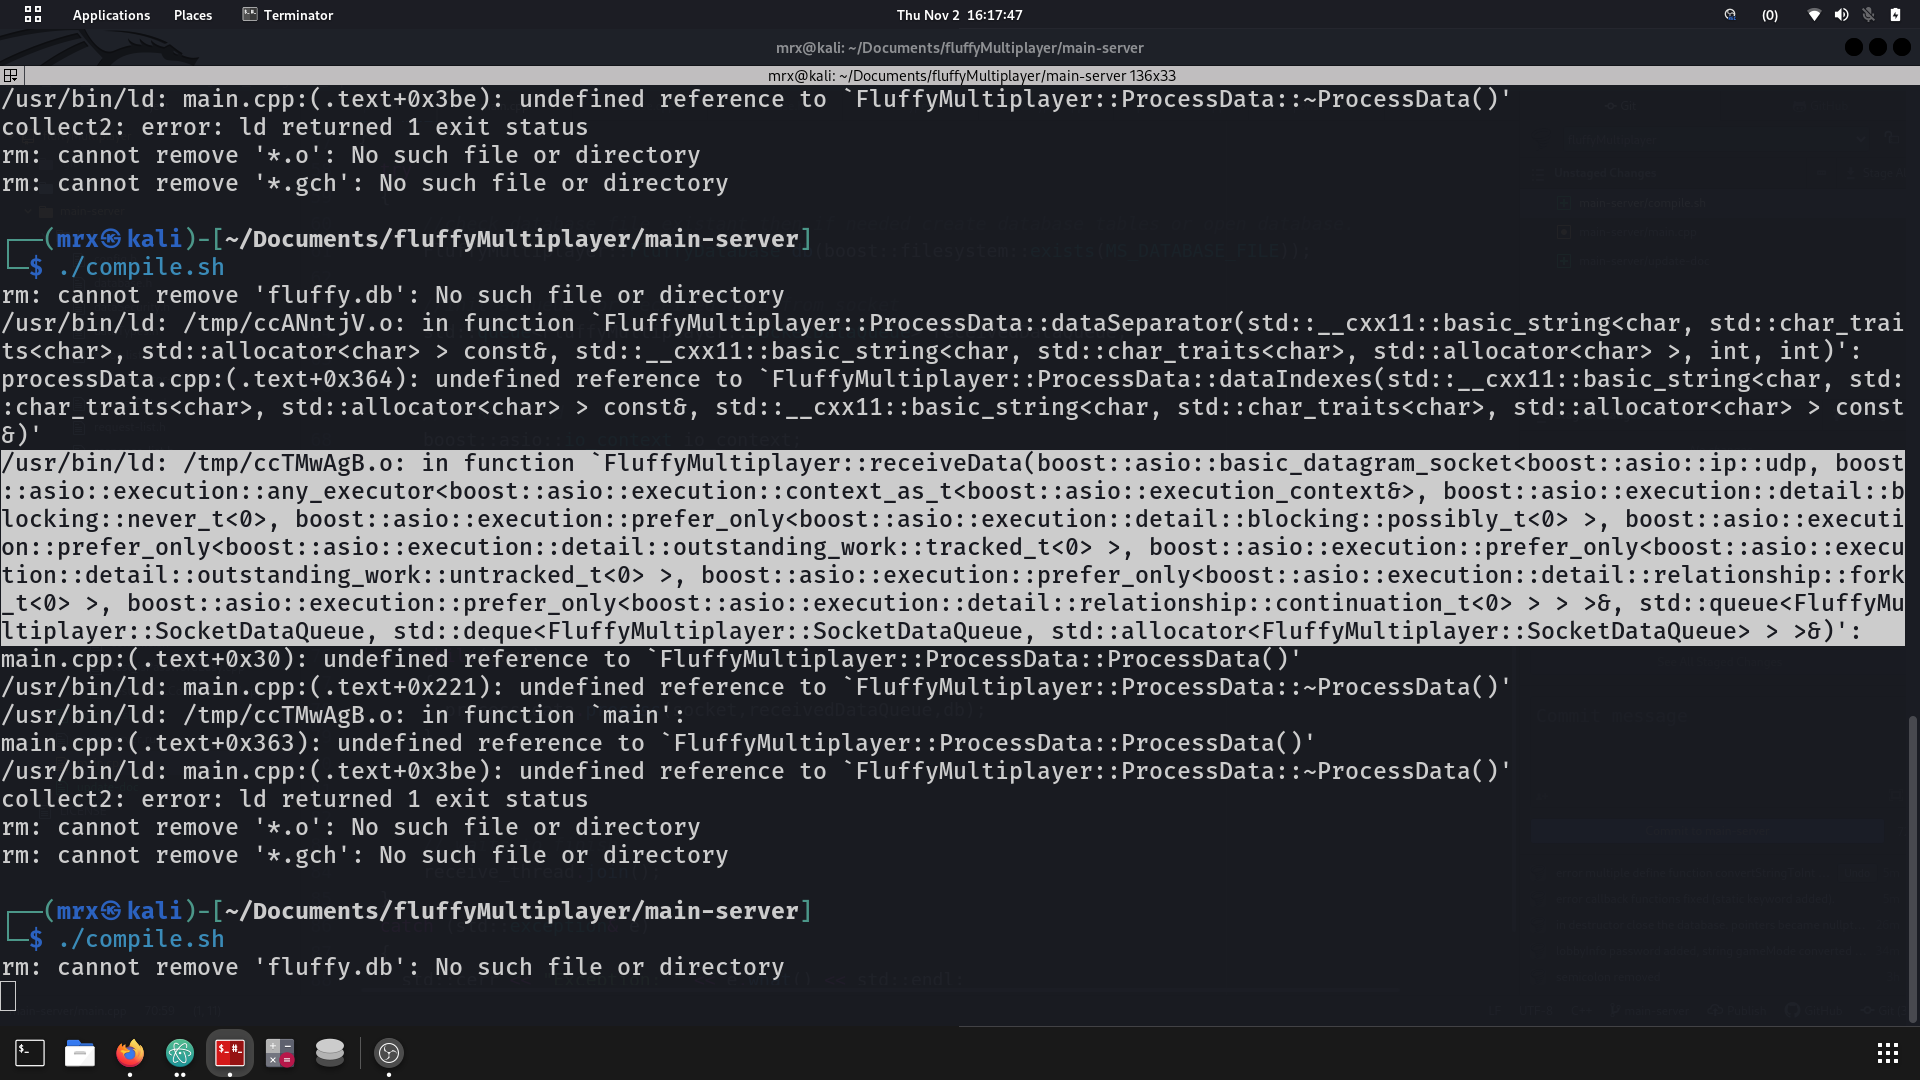 Applications Places Terminator Thu Nov 2 16:17:47 (0)
mrx@kali: ~/Documents/fluffyMultiplayer/main-server
mrx@kali: ~/Documents/fluffyMultiplayer/main-server 136x33
/usr/bin/ld: main.cpp:(.text+0x3be): undefined reference to `FluffyMultiplayer::ProcessData::~ProcessData()'
collect2: error: ld returned 1 exit status
rm: cannot remove '*.o': No such file or directory
rm: cannot remove '*.gch': No such file or directory
┌──(mrx㉿kali)-[~/Documents/fluffyMultiplayer/main-server]
└─$ ./compile.sh
rm: cannot remove 'fluffy.db': No such file or directory
/usr/bin/ld: /tmp/ccANntjV.o: in function `FluffyMultiplayer::ProcessData::dataSeparator(std::__cxx11::basic_string<char, std::char_trai
ts<char>, std::allocator<char> > const&, std::__cxx11::basic_string<char, std::char_traits<char>, std::allocator<char> >, int, int)':
processData.cpp:(.text+0x364): undefined reference to `FluffyMultiplayer::ProcessData::dataIndexes(std::__cxx11::basic_string<char, std:
:char_traits<char>, std::allocator<char> > const&, std::__cxx11::basic_string<char, std::char_traits<char>, std::allocator<char> > const
&)'
/usr/bin/ld: /tmp/ccTMwAgB.o: in function `FluffyMultiplayer::receiveData(boost::asio::basic_datagram_socket<boost::asio::ip::udp, boost
::asio::execution::any_executor<boost::asio::execution::context_as_t<boost::asio::execution_context&>, boost::asio::execution::detail::b
locking::never_t<0>, boost::asio::execution::prefer_only<boost::asio::execution::detail::blocking::possibly_t<0> >, boost::asio::executi
on::prefer_only<boost::asio::execution::detail::outstanding_work::tracked_t<0> >, boost::asio::execution::prefer_only<boost::asio::execu
tion::detail::outstanding_work::untracked_t<0> >, boost::asio::execution::prefer_only<boost::asio::execution::detail::relationship::fork
_t<0> >, boost::asio::execution::prefer_only<boost::asio::execution::detail::relationship::continuation_t<0> > > >&, std::queue<FluffyMu
ltiplayer::SocketDataQueue, std::deque<FluffyMultiplayer::SocketDataQueue, std::allocator<FluffyMultiplayer::SocketDataQueue> > >&)':
main.cpp:(.text+0x30): undefined reference to `FluffyMultiplayer::ProcessData::ProcessData()'
/usr/bin/ld: main.cpp:(.text+0x221): undefined reference to `FluffyMultiplayer::ProcessData::~ProcessData()'
/usr/bin/ld: /tmp/ccTMwAgB.o: in function `main':
main.cpp:(.text+0x363): undefined reference to `FluffyMultiplayer::ProcessData::ProcessData()'
/usr/bin/ld: main.cpp:(.text+0x3be): undefined reference to `FluffyMultiplayer::ProcessData::~ProcessData()'
collect2: error: ld returned 1 exit status
rm: cannot remove '*.o': No such file or directory
rm: cannot remove '*.gch': No such file or directory
┌──(mrx㉿kali)-[~/Documents/fluffyMultiplayer/main-server]
└─$ ./compile.sh
rm: cannot remove 'fluffy.db': No such file or directory